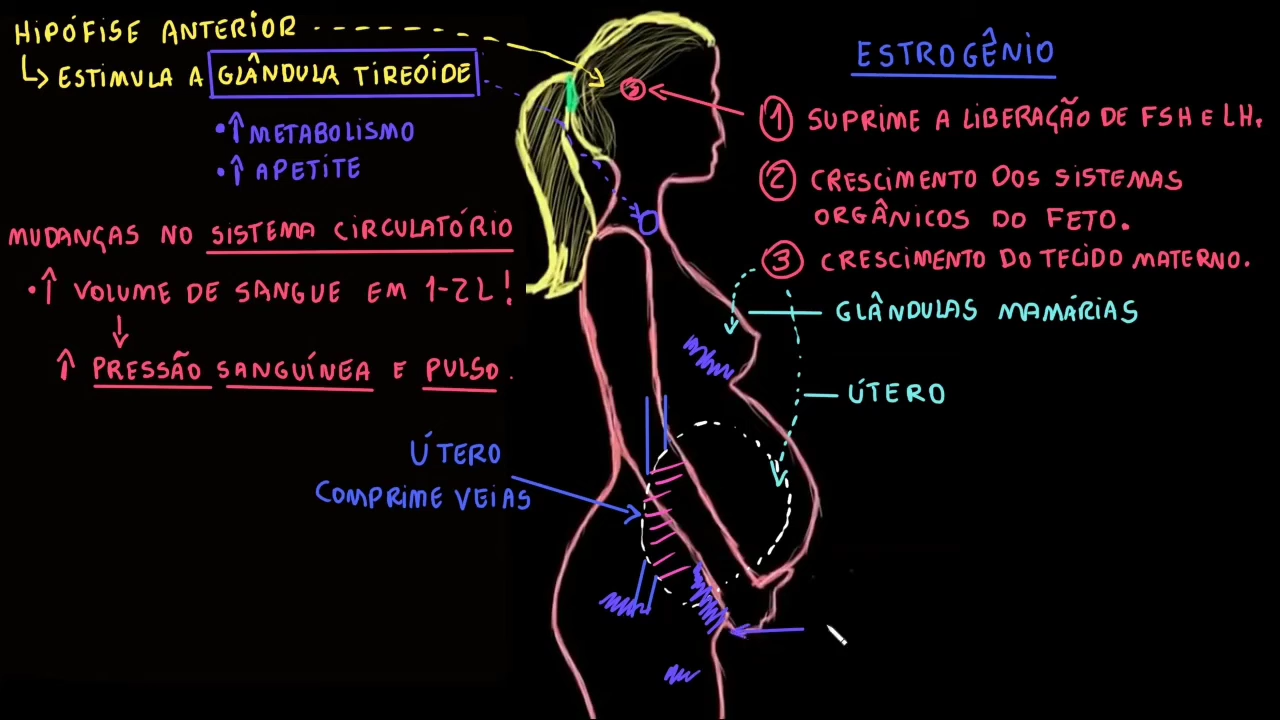 HIPÓFISE ANTERIOR
ESTIMULA A GLÂNDULA TIREÓIDE
•↑ METABOLISMO
•↑ APETITE
MUDANÇAS NO SISTEMA CIRCULATÓRIO
•↑ VOLUME DE SANGUE EM 1-2L!
↑ PRESSÃO SANGUÍNEA E PULSO.
ÚTERO
COMPRIME VEIAS
ESTROGÊNIO
① SUPRIME A LIBERAÇÃO DE FSH E LH.
② CRESCIMENTO DOS SISTEMAS
ORGÂNICOS DO FETO.
③ CRESCIMENTO DO TECIDO MATERNO.
GLÂNDULAS MAMÁRIAS
ÚTERO